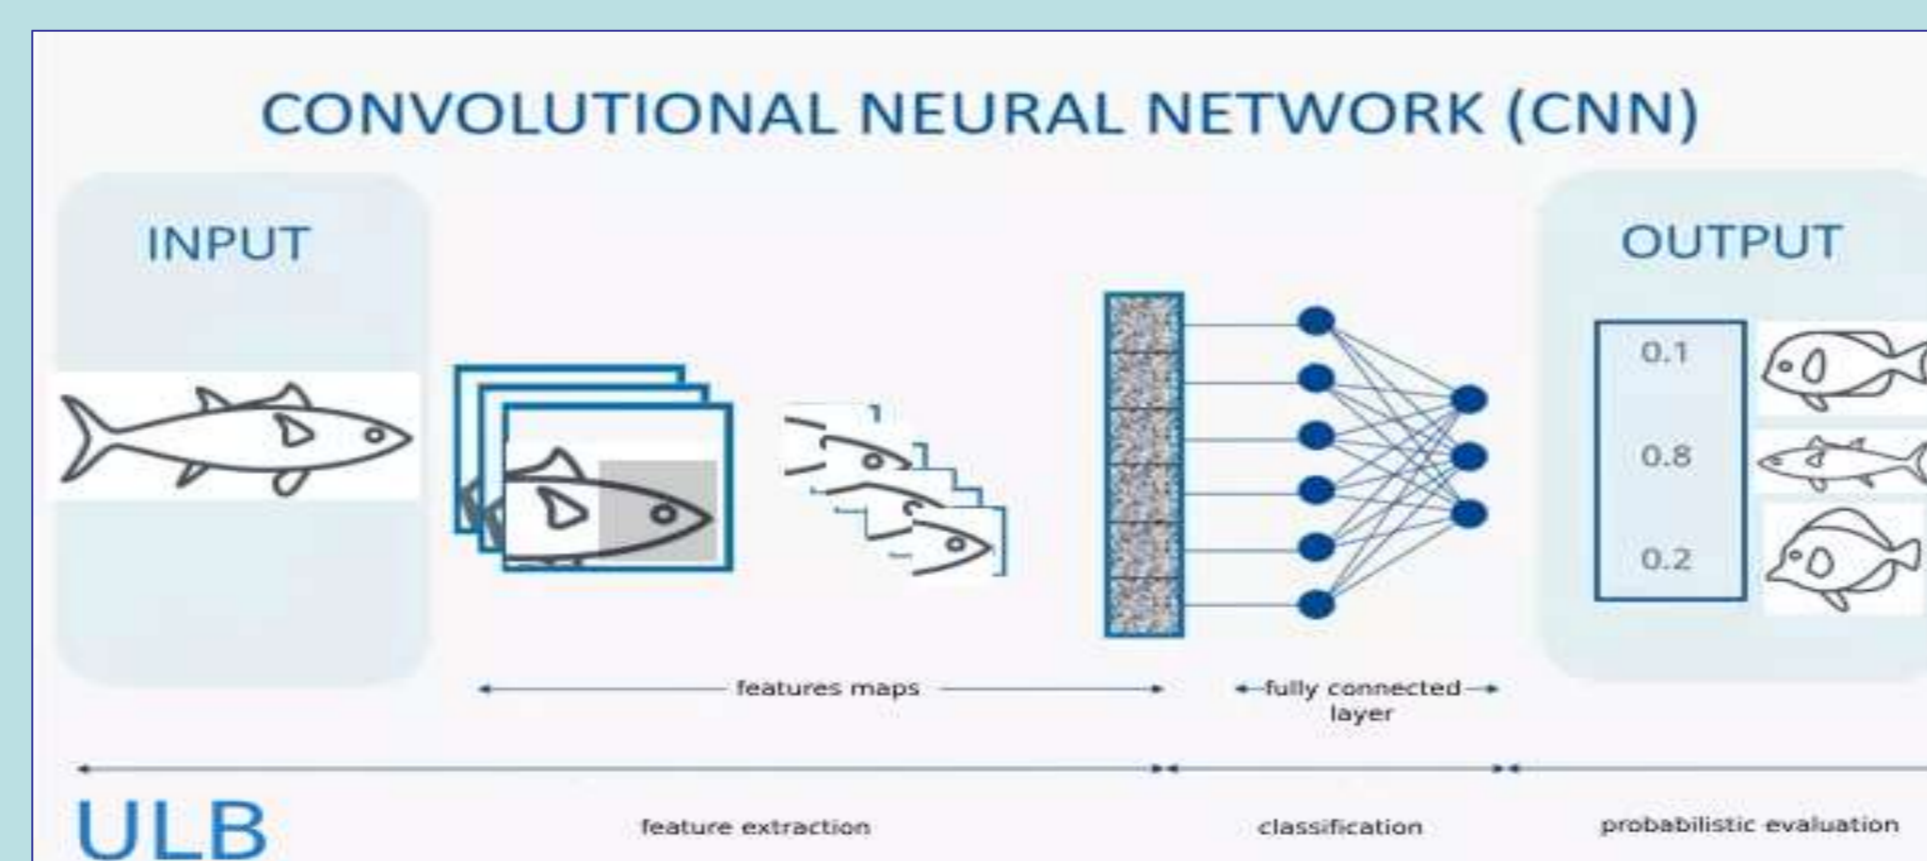 CONVOLUTIONAL NEURAL NETWORK (CNN)
INPUT
OUTPUT
0.1
0.8
0.2
features maps
fully connected
layer
ULB
feature extraction
classification
probabilistic evaluation